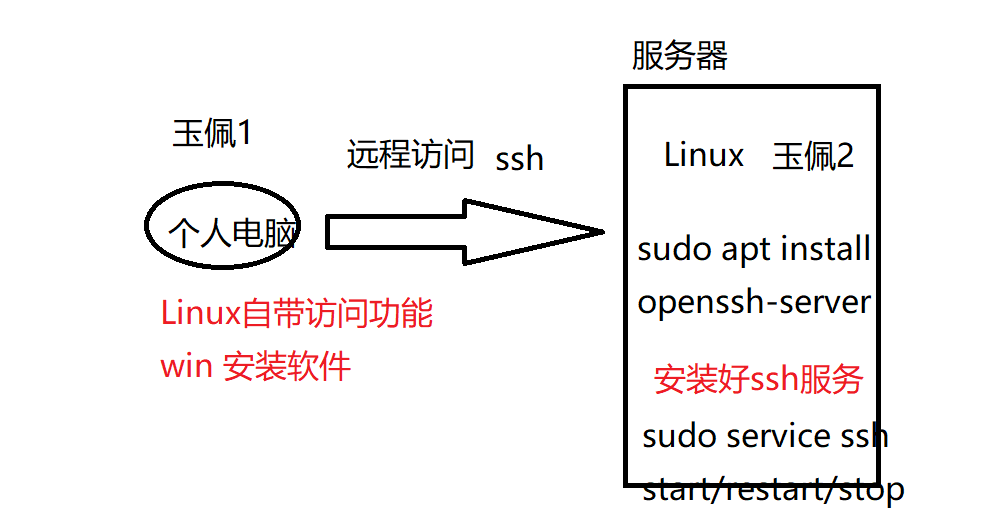 服务器
玉佩1
远程访问 ssh
Linux 玉佩2
个人电脑
sudo apt install
openssh-server
Linux自带访问功能
win 安装软件
安装好ssh服务
sudo service ssh
start/restart/stop